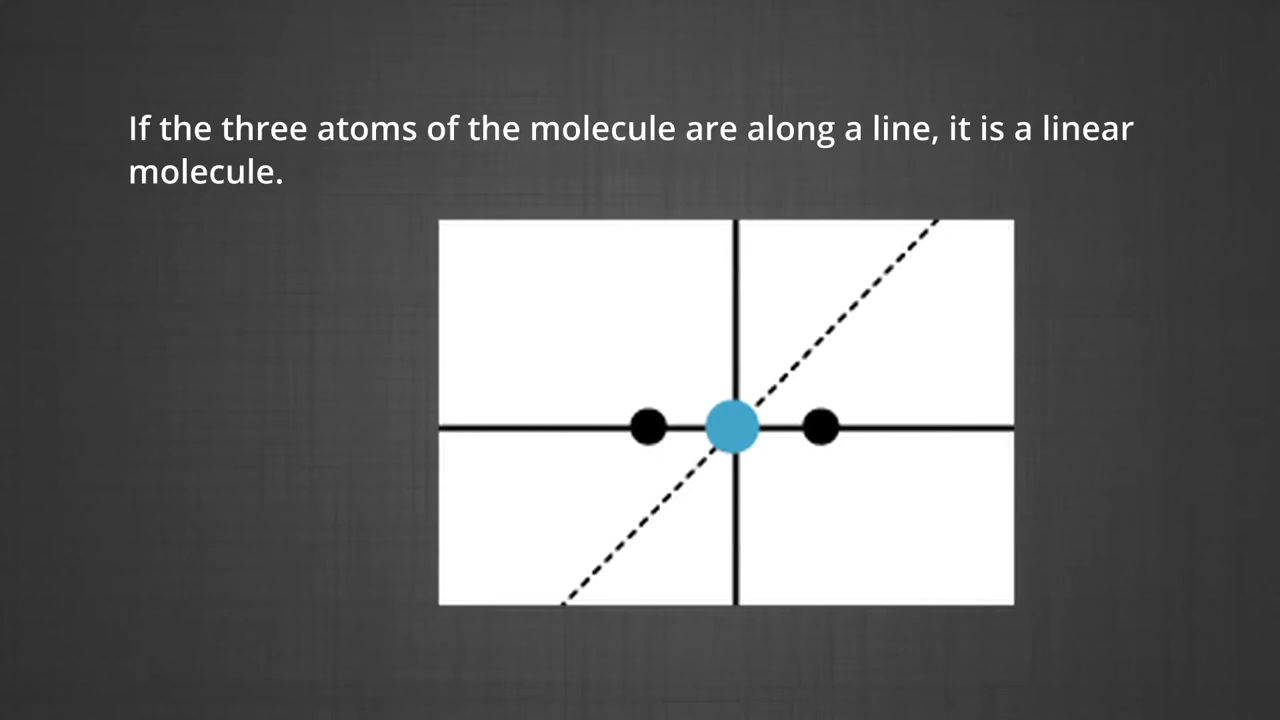 If the three atoms of the molecule are along a line, it is a linear
molecule.